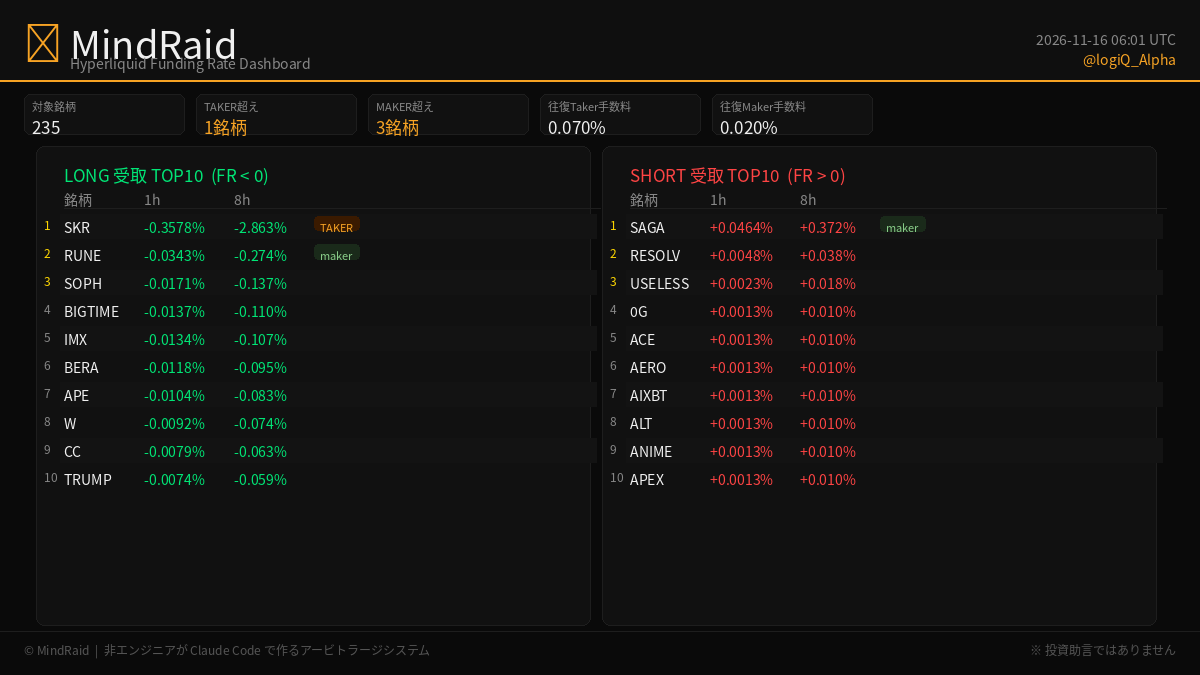 MindRaid
Hyperliquid Funding Rate Dashboard
2026-11-16 06:01 UTC
@logiQ_Alpha
対象銘柄
235
TAKER超え
1銘柄
MAKER超え
3銘柄
往復Taker手数料
0.070%
往復Maker手数料
0.020%
LONG 受取 TOP10 (FR < 0)
銘柄 1h 8h
1 SKR -0.3578% -2.863% TAKER
2 RUNE -0.0343% -0.274% maker
3 SOPH -0.0171% -0.137%
4 BIGTIME -0.0137% -0.110%
5 IMX -0.0134% -0.107%
6 BERA -0.0118% -0.095%
7 APE -0.0104% -0.083%
8 W -0.0092% -0.074%
9 CC -0.0079% -0.063%
10 TRUMP -0.0074% -0.059%
SHORT 受取 TOP10 (FR > 0)
銘柄 1h 8h
1 SAGA +0.0464% +0.372% maker
2 RESOLV +0.0048% +0.038%
3 USELESS +0.0023% +0.018%
4 0G +0.0013% +0.010%
5 ACE +0.0013% +0.010%
6 AERO +0.0013% +0.010%
7 AIXBT +0.0013% +0.010%
8 ALT +0.0013% +0.010%
9 ANIME +0.0013% +0.010%
10 APEX +0.0013% +0.010%
© MindRaid | 非エンジニアが Claude Code で作るアービトラージシステム
※ 投資助言ではありません